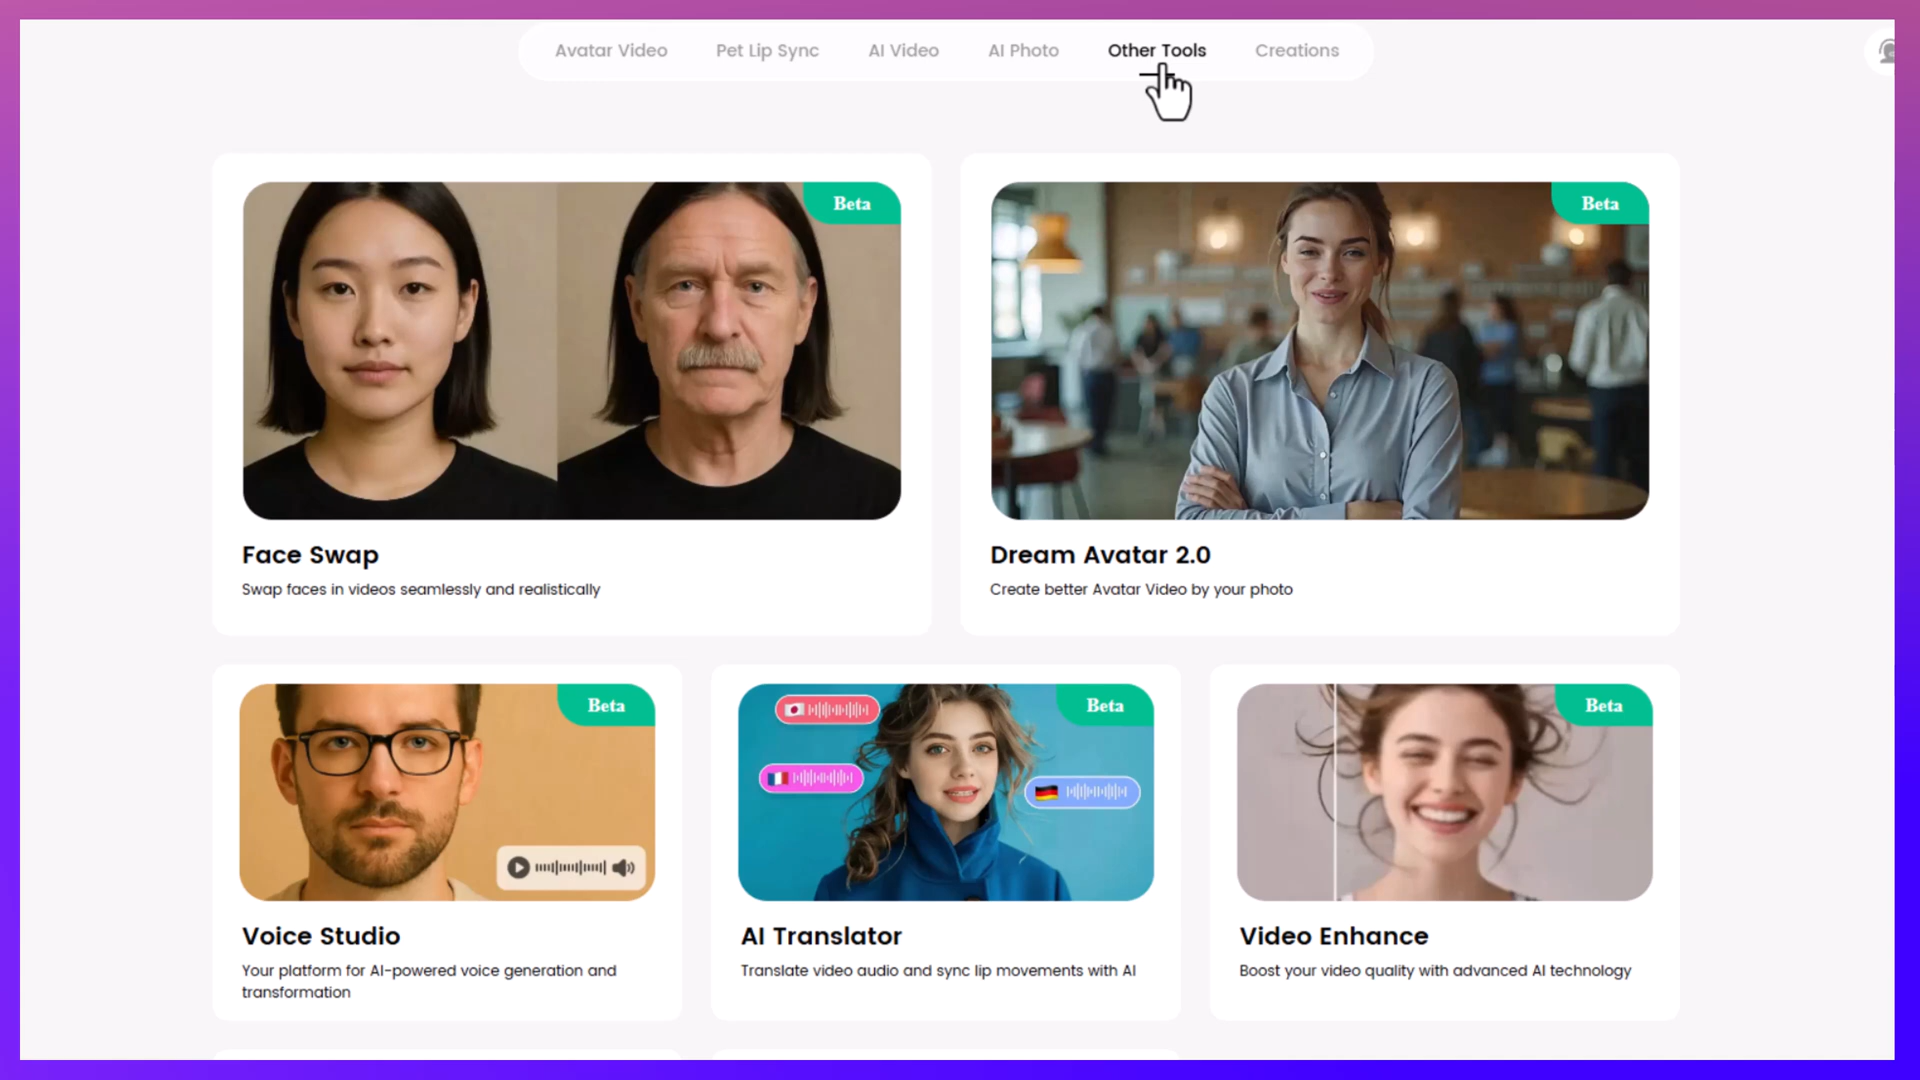 Avatar Video
Pet Lip Sync
AI Video
AI Photo
Other Tools
Creations
Beta
Beta
Face Swap
Swap faces in videos seamlessly and realistically
Dream Avatar 2.0
Create better Avatar Video by your photo
Beta
Beta
Beta
Voice Studio
Your platform for AI-powered voice generation and
transformation
AI Translator
Translate video audio and sync lip movements with AI
Video Enhance
Boost your video quality with advanced AI technology